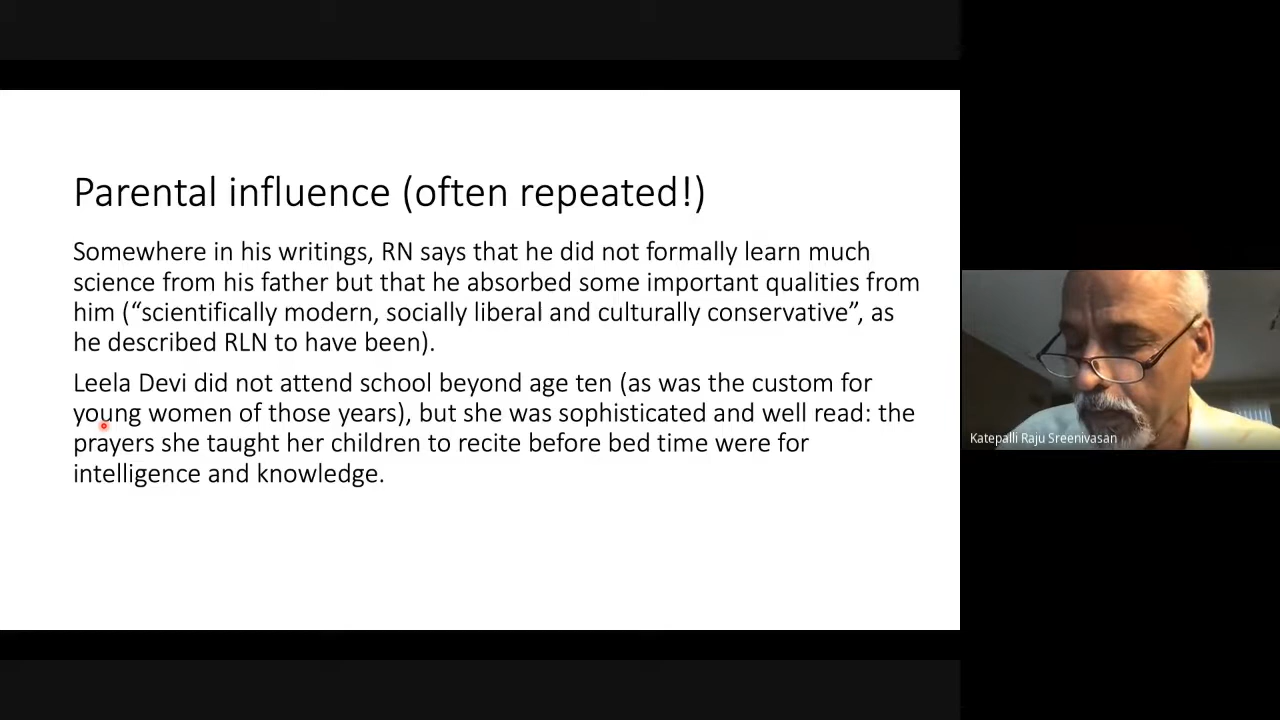 Parental influence (often repeated!)
Somewhere in his writings, RN says that he did not formally learn much
science from his father but that he absorbed some important qualities from
him (“scientifically modern, socially liberal and culturally conservative”, as
he described RLN to have been).
Leela Devi did not attend school beyond age ten (as was the custom for
young women of those years), but she was sophisticated and well read: the
prayers she taught her children to recite before bed time were for
intelligence and knowledge.
Katepalli Raju Sreenivasan